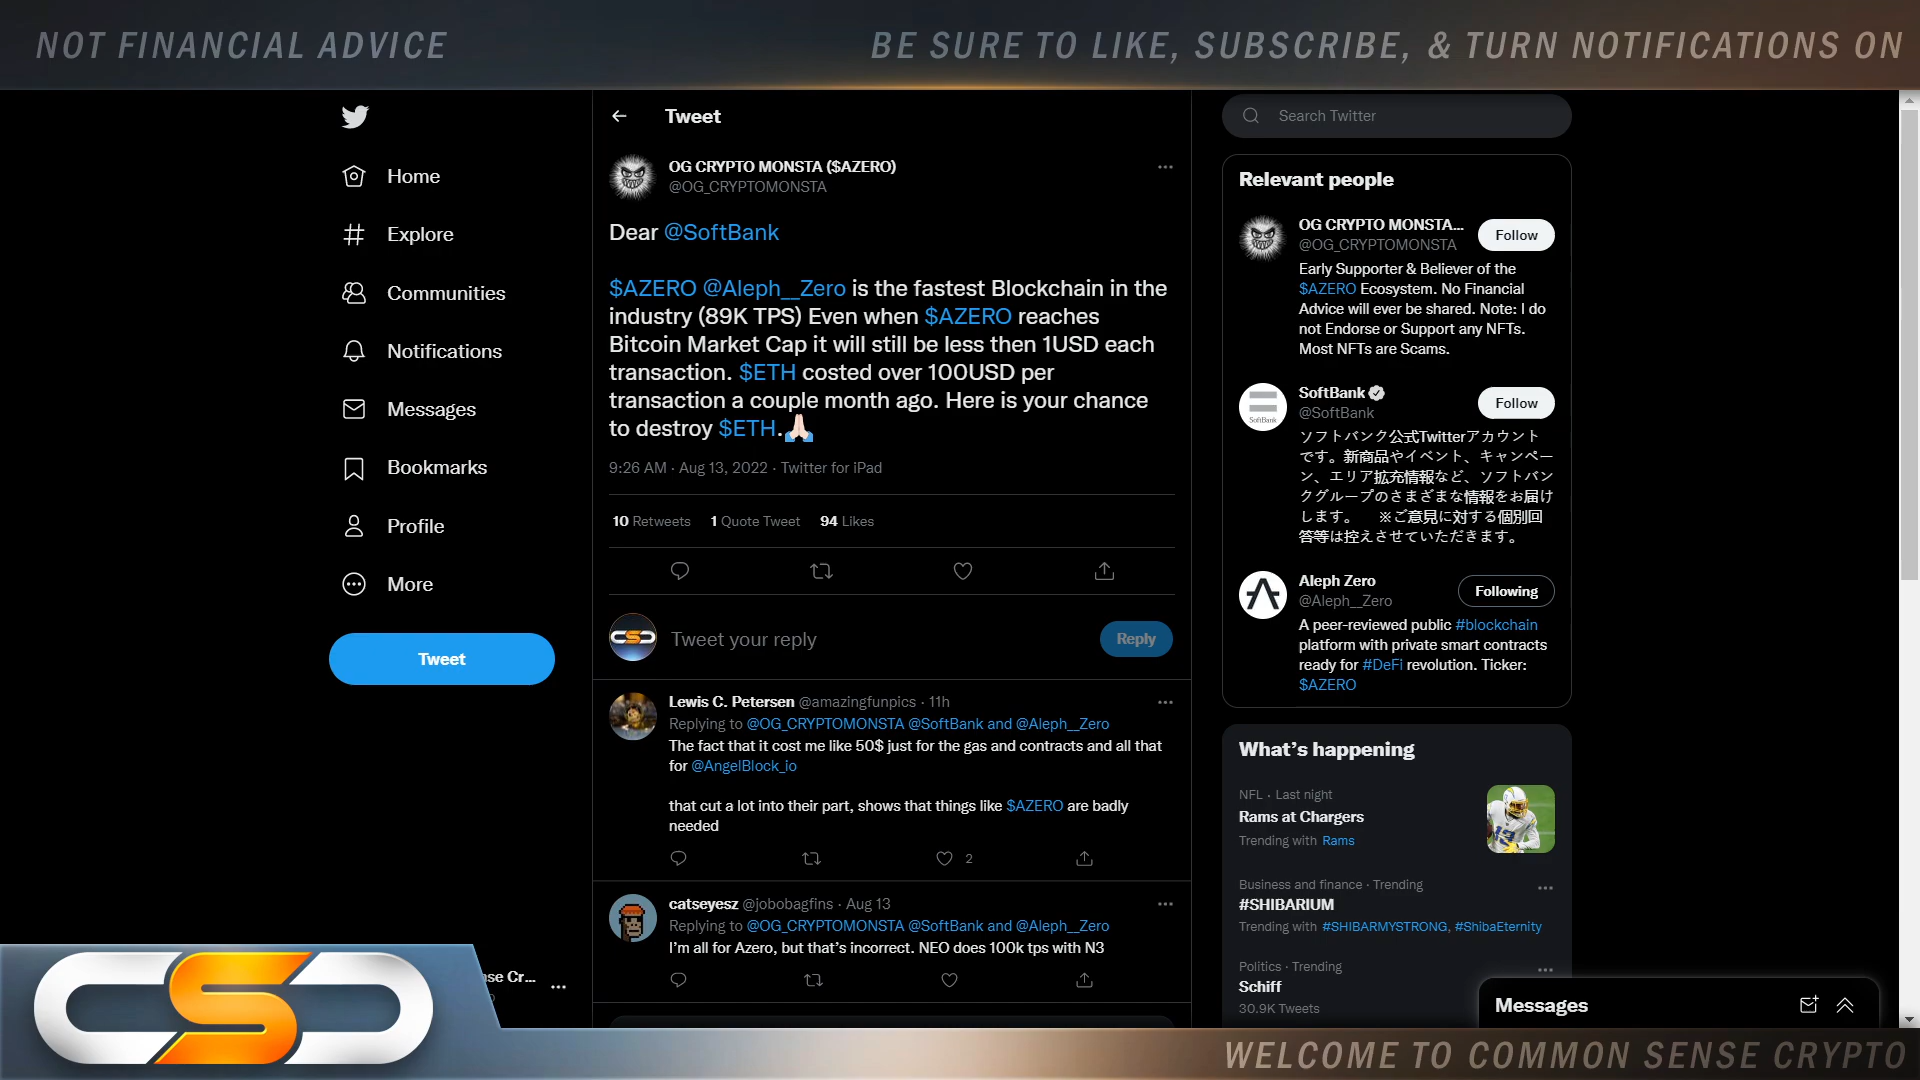 NOT FINANCIAL ADVICE
BE SURE TO LIKE, SUBSCRIBE, & TURN NOTIFICATIONS ON
Home
Explore
Communities
Notifications
Messages
Bookmarks
Profile
More
Tweet
Tweet
OG CRYPTO MONSTA ($AZERO)
@OG_CRYPTOMONSTA
Dear @SoftBank
$AZERO @Aleph__Zero is the fastest Blockchain in the
industry (89K TPS) Even when $AZERO reaches
Bitcoin Market Cap it will still be less then 1USD each
transaction. $ETH costed over 100USD per
transaction a couple month ago. Here is your chance
to destroy $ETH.🙏🏻
9:26 AM · Aug 13, 2022 · Twitter for iPad
10 Retweets 1 Quote Tweet 94 Likes
CSC
Tweet your reply
Reply
Lewis C. Petersen @amazingfunpics · 11h
Replying to @OG_CRYPTOMONSTA @SoftBank and @Aleph__Zero
The fact that it cost me like 50$ just for the gas and contracts and all that
for @AngelBlock_io
that cut a lot into their part, shows that things like $AZERO are badly
needed
2
catseyesz @jobobagfins · Aug 13
Replying to @OG_CRYPTOMONSTA @SoftBank and @Aleph__Zero
I'm all for Azero, but that's incorrect. NEO does 100k tps with N3
Search Twitter
Relevant people
OG CRYPTO MONSTA...
@OG_CRYPTOMONSTA
Follow
Early Supporter & Believer of the
$AZERO Ecosystem. No Financial
Advice will ever be shared. Note: I do
not Endorse or Support any NFTs.
Most NFTs are Scams.
SoftBank
SoftBank
@SoftBank
Follow
ソフトバンク公式Twitterアカウント
です。新商品やイベント、キャンペー
ン、エリア拡充情報など、ソフトバン
クグループのさまざまな情報をお届け
します。 ※ご意見に対する個別回
答等は控えさせていただきます。
Aleph Zero
@Aleph__Zero
Following
A peer-reviewed public #blockchain
platform with private smart contracts
ready for #DeFi revolution. Ticker:
$AZERO
What's happening
NFL · Last night
Rams at Chargers
Trending with Rams
Business and finance · Trending
#SHIBARIUM
Trending with #SHIBARMYSTRONG, #ShibaEternity
Politics · Trending
Schiff
30.9K Tweets
Messages
nse Cr...
CSC
WELCOME TO COMMON SENSE CRYPTO